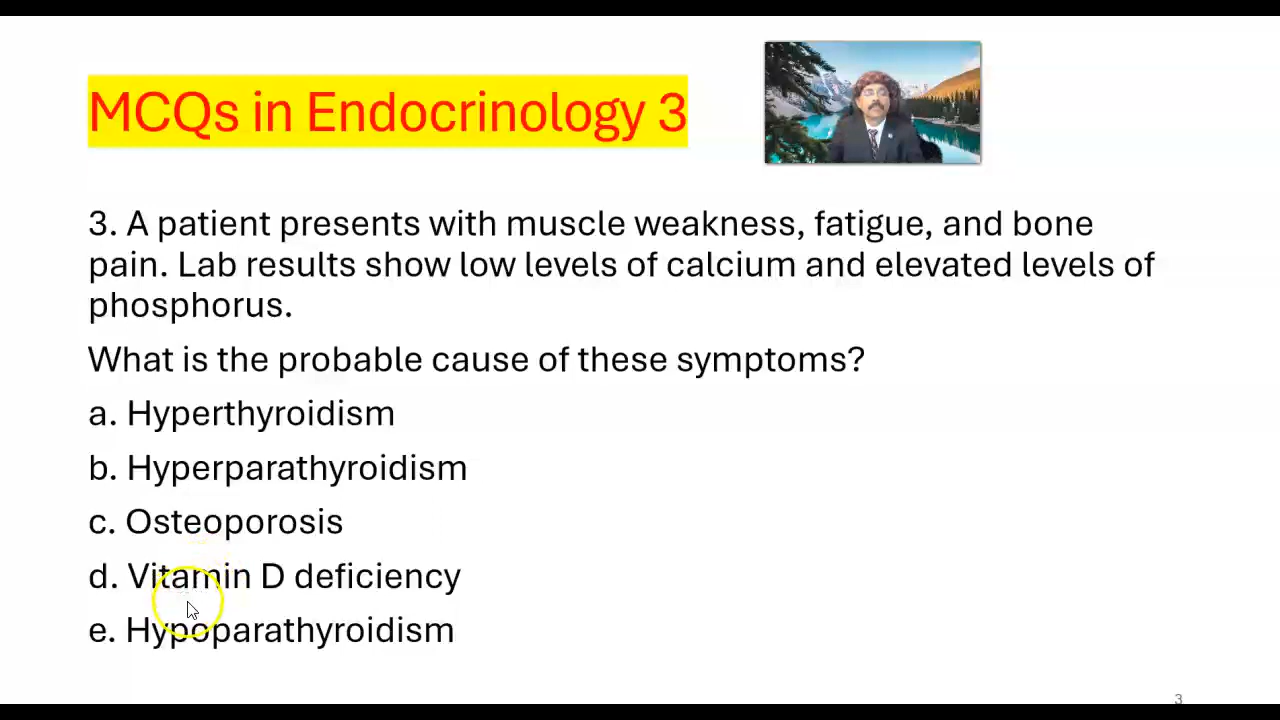 MCQs in Endocrinology 3
3. A patient presents with muscle weakness, fatigue, and bone
pain. Lab results show low levels of calcium and elevated levels of
phosphorus.
What is the probable cause of these symptoms?
a. Hyperthyroidism
b. Hyperparathyroidism
c. Osteoporosis
d. Vitamin D deficiency
e. Hypoparathyroidism
3